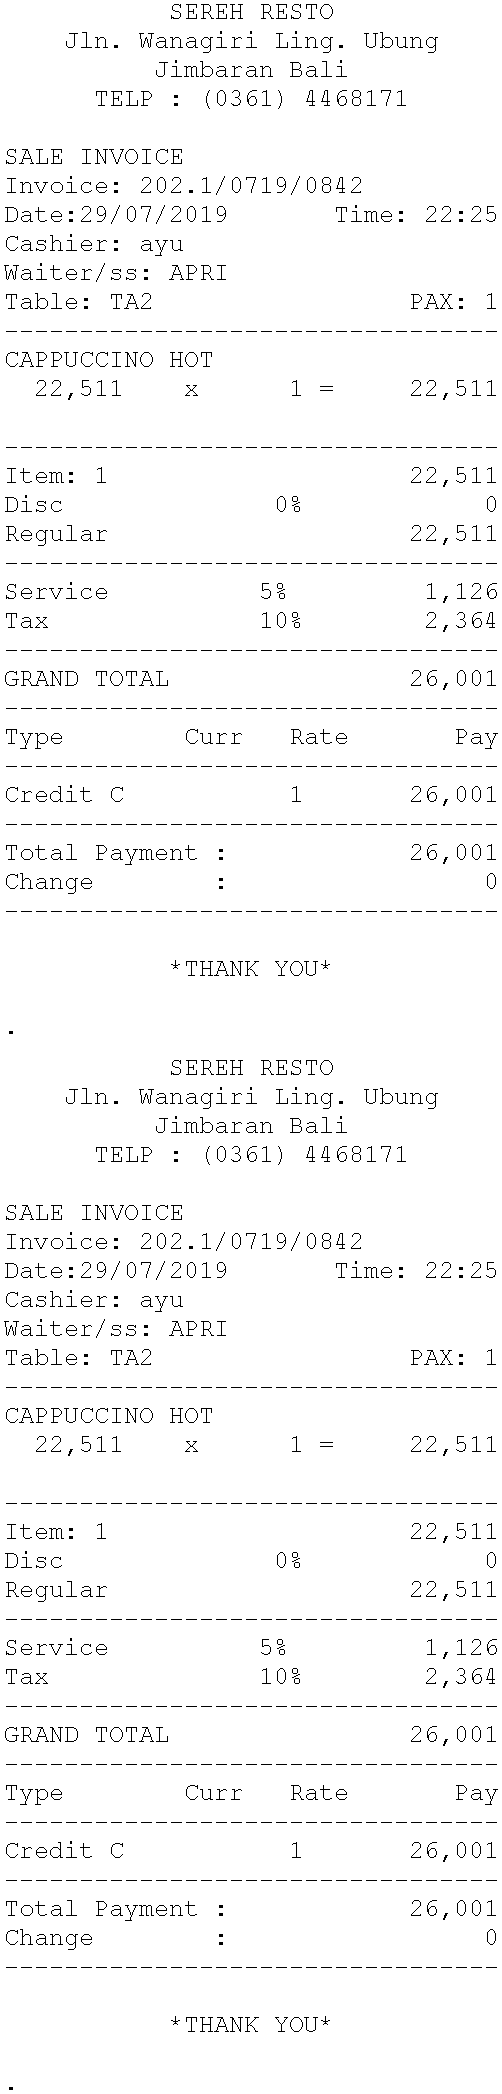 SEREH RESTO
Jln. Wanagiri Ling. Ubung
Jimbaran Bali
TELP : (0361) 4468171
SALE INVOICE
Invoice: 202.1/0719/0842
Date:29/07/2019 Time: 22:25
Cashier: ayu
Waiter/ss: APRI
Table: TA2 PAX: 1
---------------------------------
CAPPUCCINO HOT
22,511 x 1 = 22,511
---------------------------------
Item: 1 22,511
Disc 0% 0
Regular 22,511
---------------------------------
Service 5% 1,126
Tax 10% 2,364
---------------------------------
GRAND TOTAL 26,001
---------------------------------
Type Curr Rate Pay
---------------------------------
Credit C 1 26,001
---------------------------------
Total Payment : 26,001
Change : 0
---------------------------------
*THANK YOU*
.
SEREH RESTO
Jln. Wanagiri Ling. Ubung
Jimbaran Bali
TELP : (0361) 4468171
SALE INVOICE
Invoice: 202.1/0719/0842
Date:29/07/2019 Time: 22:25
Cashier: ayu
Waiter/ss: APRI
Table: TA2 PAX: 1
---------------------------------
CAPPUCCINO HOT
22,511 x 1 = 22,511
---------------------------------
Item: 1 22,511
Disc 0% 0
Regular 22,511
---------------------------------
Service 5% 1,126
Tax 10% 2,364
---------------------------------
GRAND TOTAL 26,001
---------------------------------
Type Curr Rate Pay
---------------------------------
Credit C 1 26,001
---------------------------------
Total Payment : 26,001
Change : 0
---------------------------------
*THANK YOU*
.